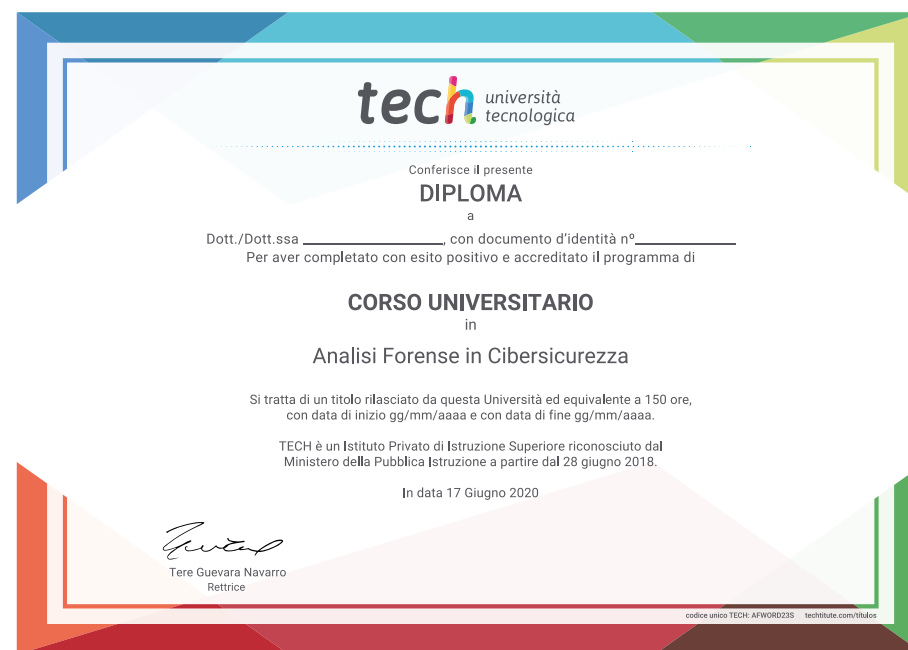 tech università
tecnologica
Conferisce il presente
DIPLOMA
a
Dott./Dott.ssa ____________________, con documento d'identità nº______________
Per aver completato con esito positivo e accreditato il programma di
CORSO UNIVERSITARIO
in
Analisi Forense in Cibersicurezza
Si tratta di un titolo rilasciato da questa Università ed equivalente a 150 ore,
con data di inizio gg/mm/aaaa e con data di fine gg/mm/aaaa.
TECH è un Istituto Privato di Istruzione Superiore riconosciuto dal
Ministero della Pubblica Istruzione a partire dal 28 giugno 2018.
In data 17 Giugno 2020
Tere Guevara Navarro
Rettrice
codice unico TECH: AFWORD23S techtitute.com/titulos